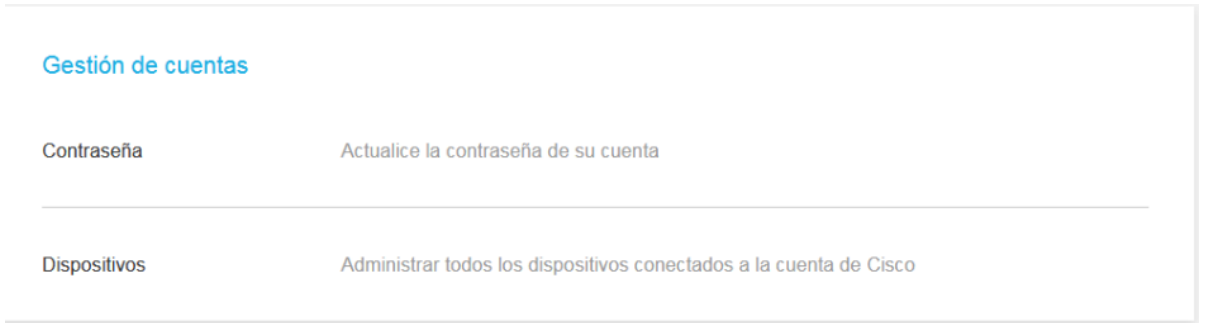 Gestión de cuentas
Contraseña Actualice la contraseña de su cuenta
Dispositivos Administrar todos los dispositivos conectados a la cuenta de Cisco